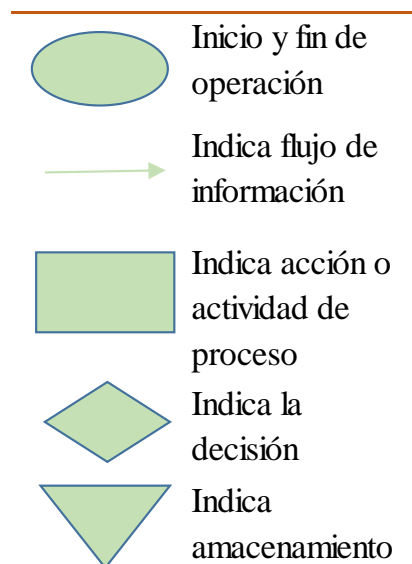 Inicio y fin de
operación
Indica flujo de
información
Indica acción o
actividad de
proceso
Indica la
decisión
Indica
amacenamiento